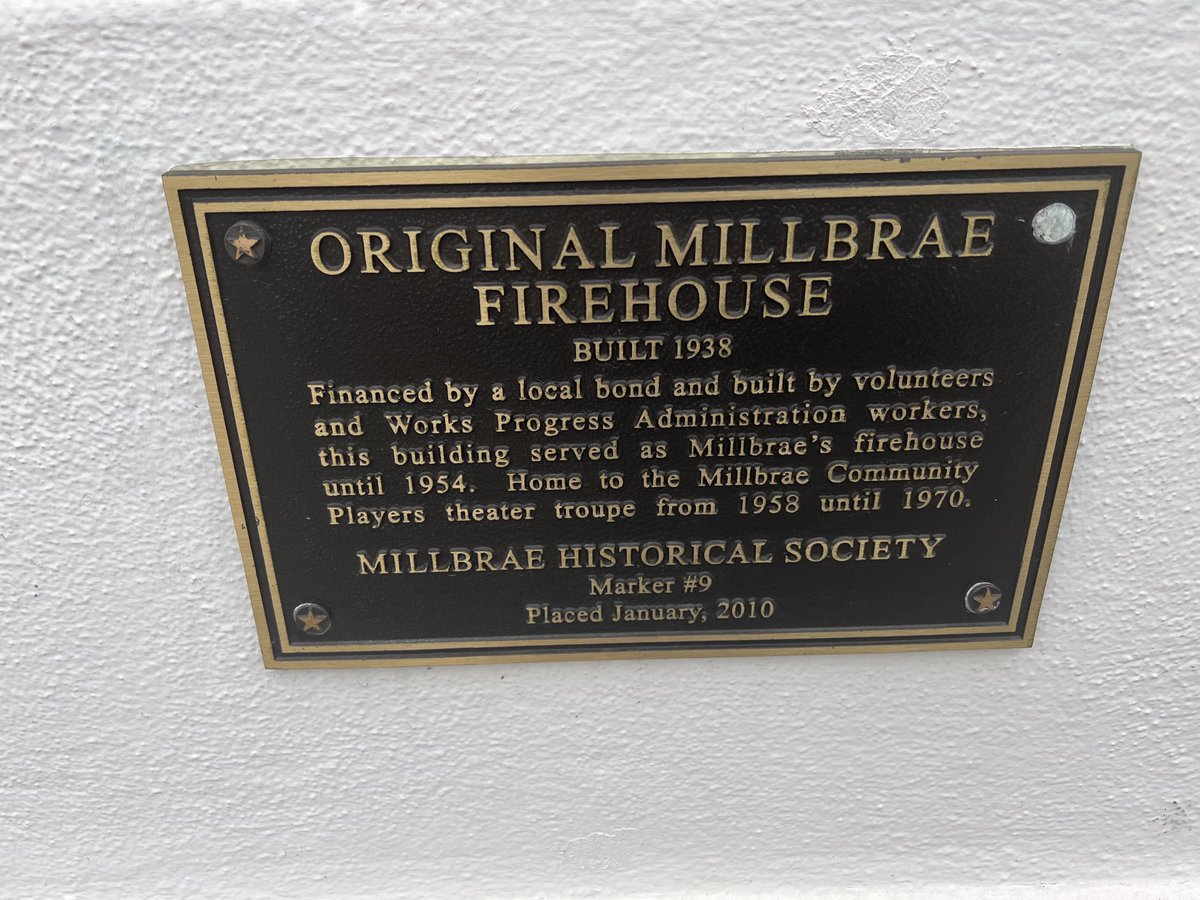 ORIGINAL MILLBRAE
FIREHOUSE
BUILT 1938
Financed by a local bond and built by volunteers
and Works Progress Administration workers,
this building served as Millbrae's firehouse
until 1954. Home to the Millbrae Community
Players theater troupe from 1958 until 1970.
MILLBRAE HISTORICAL SOCIETY
Marker #9
Placed January, 2010